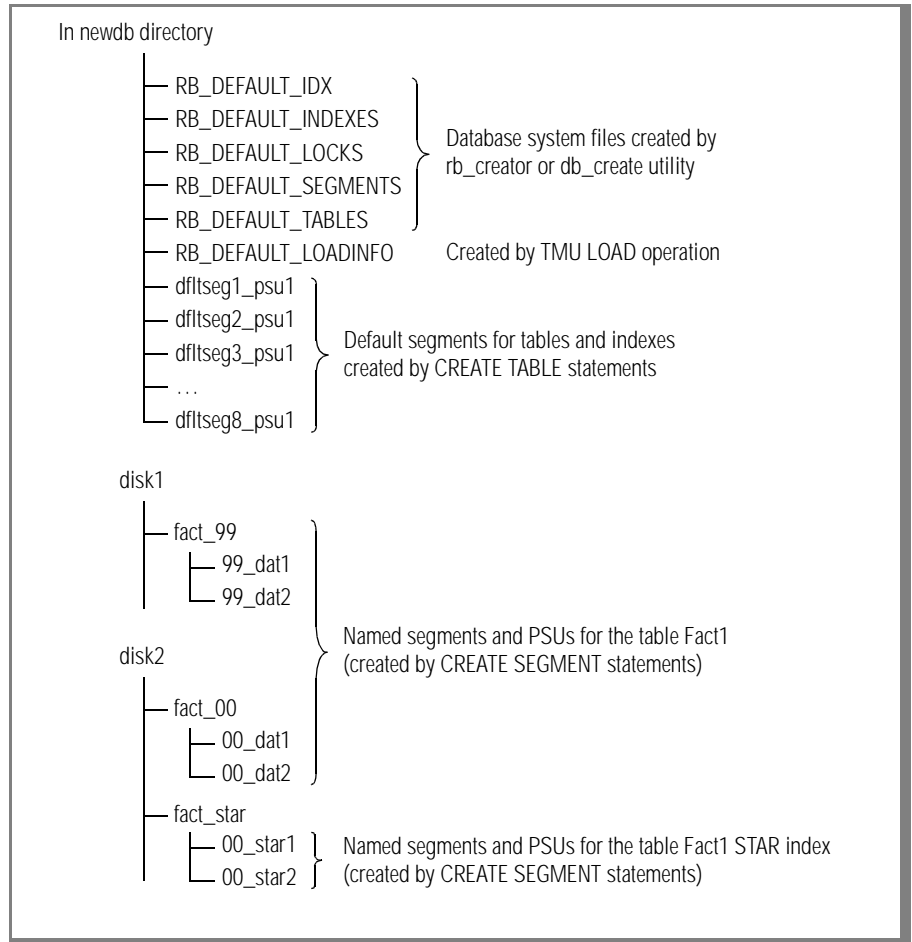 In newdb directory
RB_DEFAULT_IDX
RB_DEFAULT_INDEXES
RB_DEFAULT_LOCKS
RB_DEFAULT_SEGMENTS
RB_DEFAULT_TABLES
Database system files created by
rb_creator or db_create utility
RB_DEFAULT_LOADINFO
Created by TMU LOAD operation
dfltseg1_psu1
dfltseg2_psu1
dfltseg3_psu1
...
dfltseg8_psu1
Default segments for tables and indexes
created by CREATE TABLE statements
disk1
fact_99
99_dat1
99_dat2
disk2
fact_00
00_dat1
00_dat2
Named segments and PSUs for the table Fact1
(created by CREATE SEGMENT statements)
fact_star
00_star1
00_star2
Named segments and PSUs for the table Fact1 STAR index
(created by CREATE SEGMENT statements)